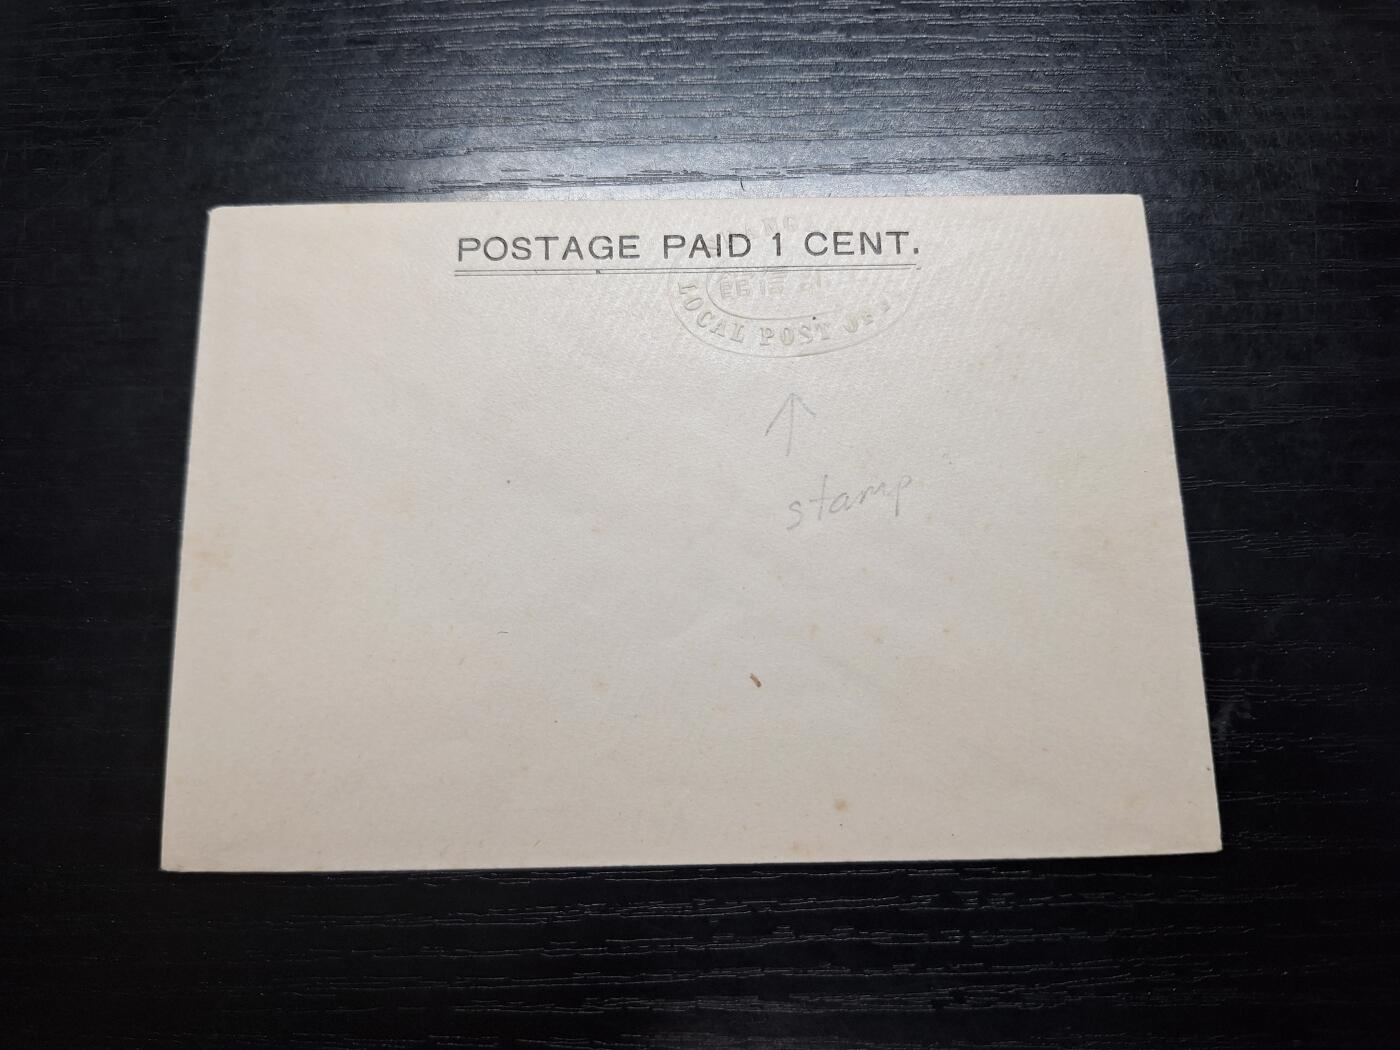 POSTAGE PAID 1 CENT.
LOCAL POST
stamp